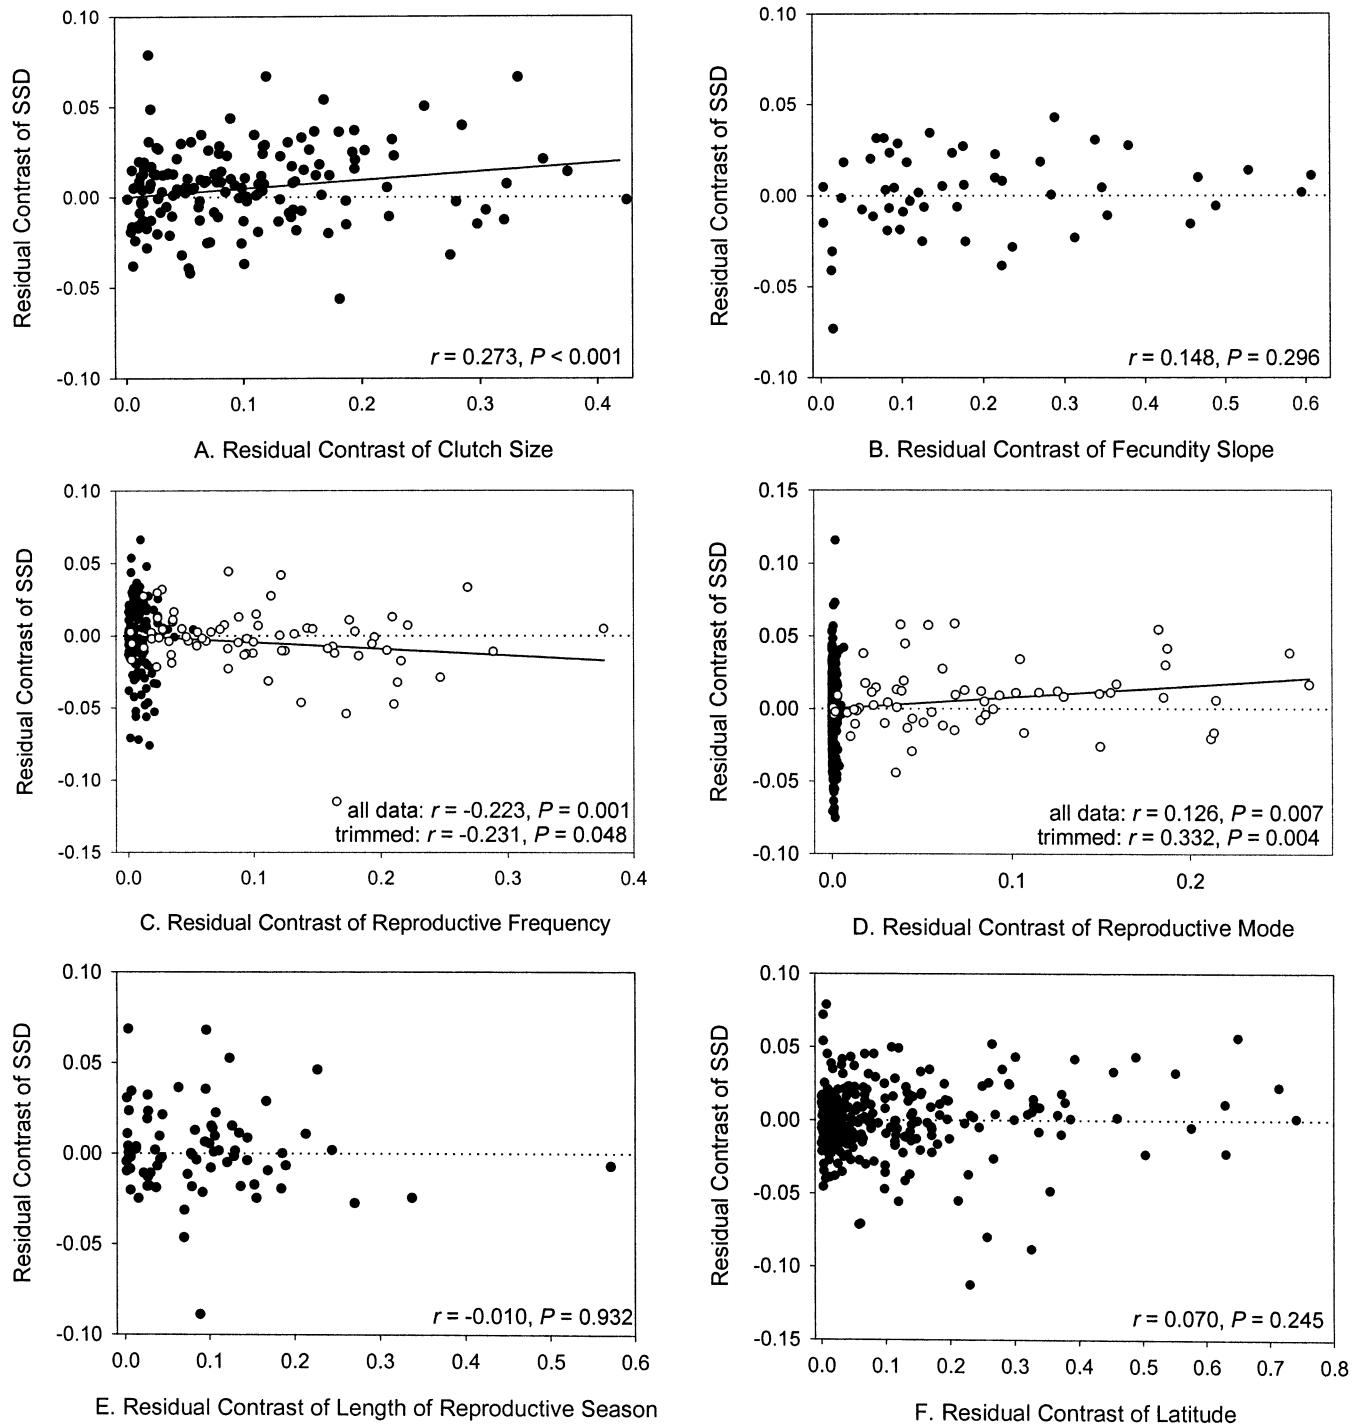 0.10
0.05
0.00
-0.05
-0.10
Residual Contrast of SSD
r = 0.273, P < 0.001
0.0 0.1 0.2 0.3 0.4
A. Residual Contrast of Clutch Size
0.10
0.05
0.00
-0.05
-0.10
Residual Contrast of SSD
r = 0.148, P = 0.296
0.0 0.1 0.2 0.3 0.4 0.5 0.6
B. Residual Contrast of Fecundity Slope
0.10
0.05
0.00
-0.05
-0.10
-0.15
Residual Contrast of SSD
all data: r = -0.223, P = 0.001
trimmed: r = -0.231, P = 0.048
0.0 0.1 0.2 0.3 0.4
C. Residual Contrast of Reproductive Frequency
0.15
0.10
0.05
0.00
-0.05
-0.10
Residual Contrast of SSD
all data: r = 0.126, P = 0.007
trimmed: r = 0.332, P = 0.004
0.0 0.1 0.2
D. Residual Contrast of Reproductive Mode
0.10
0.05
0.00
-0.05
-0.10
Residual Contrast of SSD
r = -0.010, P = 0.932
0.0 0.1 0.2 0.3 0.4 0.5 0.6
E. Residual Contrast of Length of Reproductive Season
0.10
0.05
0.00
-0.05
-0.10
-0.15
Residual Contrast of SSD
r = 0.070, P = 0.245
0.0 0.1 0.2 0.3 0.4 0.5 0.6 0.7 0.8
F. Residual Contrast of Latitude